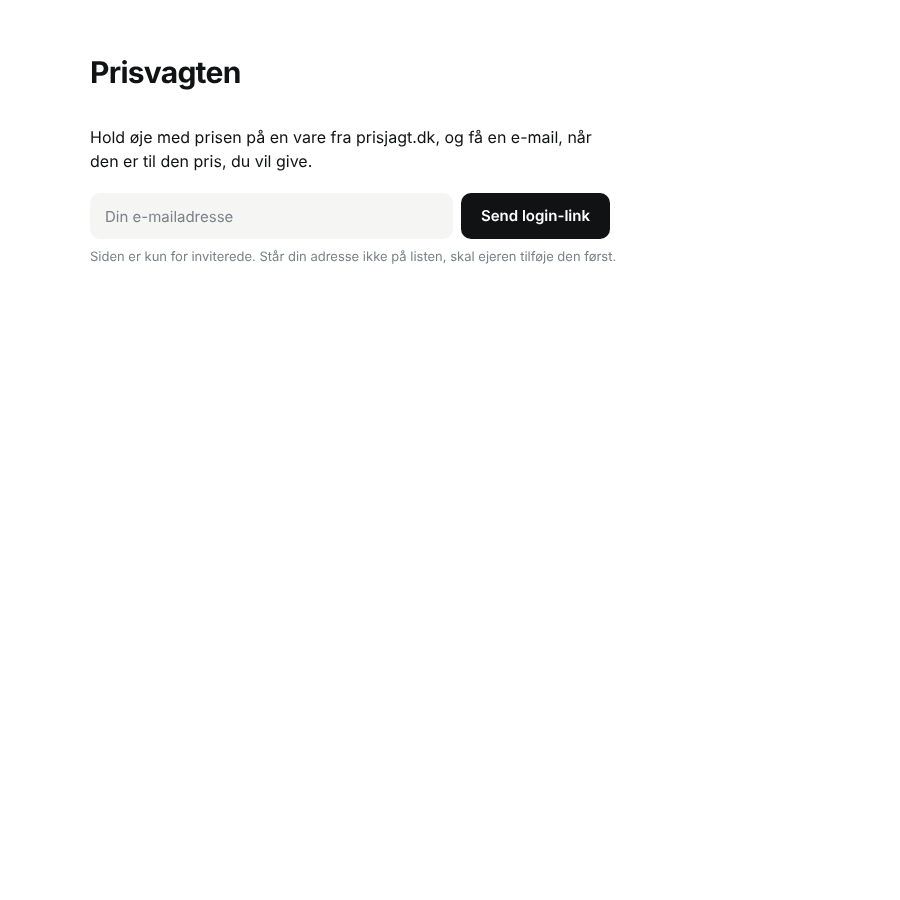 Prisvagten
Hold øje med prisen på en vare fra prisjagt.dk, og få en e-mail, når
den er til den pris, du vil give.
Din e-mailadresse
Send login-link
Siden er kun for inviterede. Står din adresse ikke på listen, skal ejeren tilføje den først.